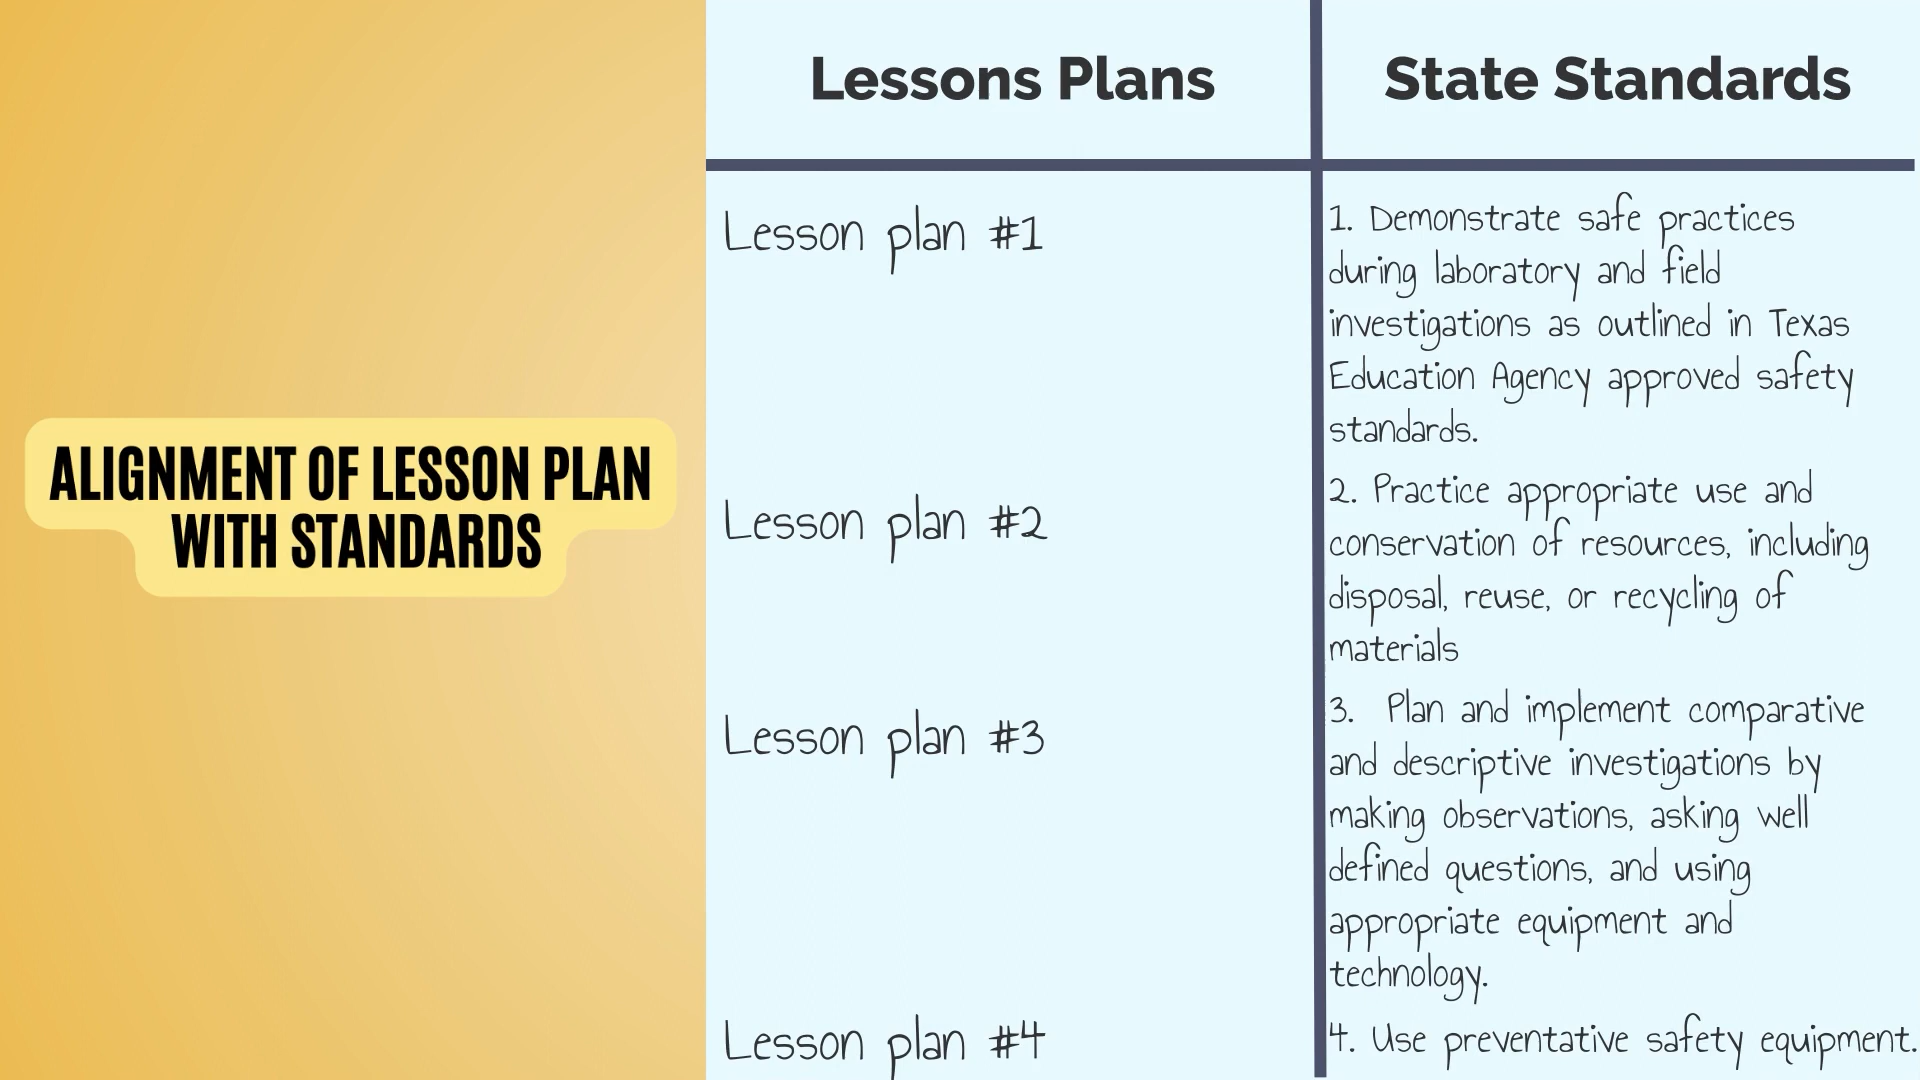 ALIGNMENT OF LESSON PLAN
WITH STANDARDS
Lessons Plans
State Standards
Lesson plan #1
1. Demonstrate safe practices
during laboratory and field
investigations as outlined in Texas
Education Agency approved safety
standards.
Lesson plan #2
2. Practice appropriate use and
conservation of resources, including
disposal, reuse, or recycling of
materials
Lesson plan #3
3. Plan and implement comparative
and descriptive investigations by
making observations, asking well
defined questions, and using
appropriate equipment and
technology.
Lesson plan #4
4. Use preventative safety equipment.